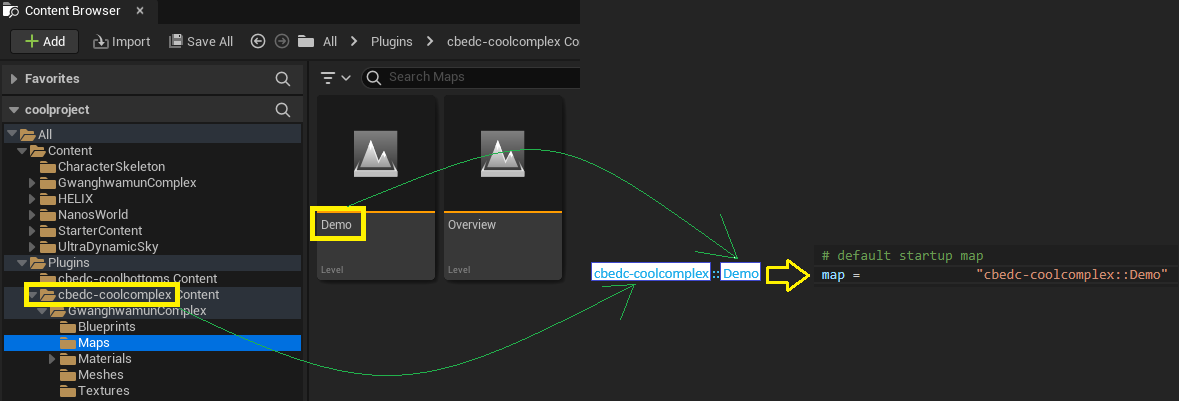 Content Browser
Add Import Save All All > Plugins > cbedc-coolcomplex Co
Favorites
Search Maps
coolproject
All
Content
CharacterSkeleton
GwanghwamunComplex
HELIX
NanosWorld
StarterContent
UltraDynamicSky
Plugins
cbedc-coolbottoms Content
cbedc-coolcomplex Content
GwanghwamunComplex
Blueprints
Maps
Materials
Meshes
Textures
Demo
Level
Overview
Level
cbedc-coolcomplex::Demo
# default startup map
map = "cbedc-coolcomplex::Demo"